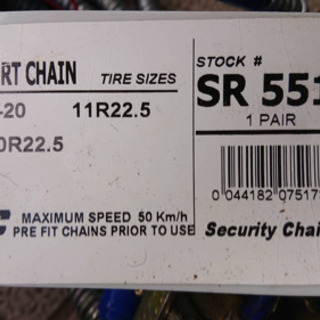 RT CHAIN TIRE SIZES
-20 11R22.5
0R22.5
STOCK #
SR 551
1 PAIR
0 044182 07517
MAXIMUM SPEED 50 Km/h
PRE FIT CHAINS PRIOR TO USE
Security Chai